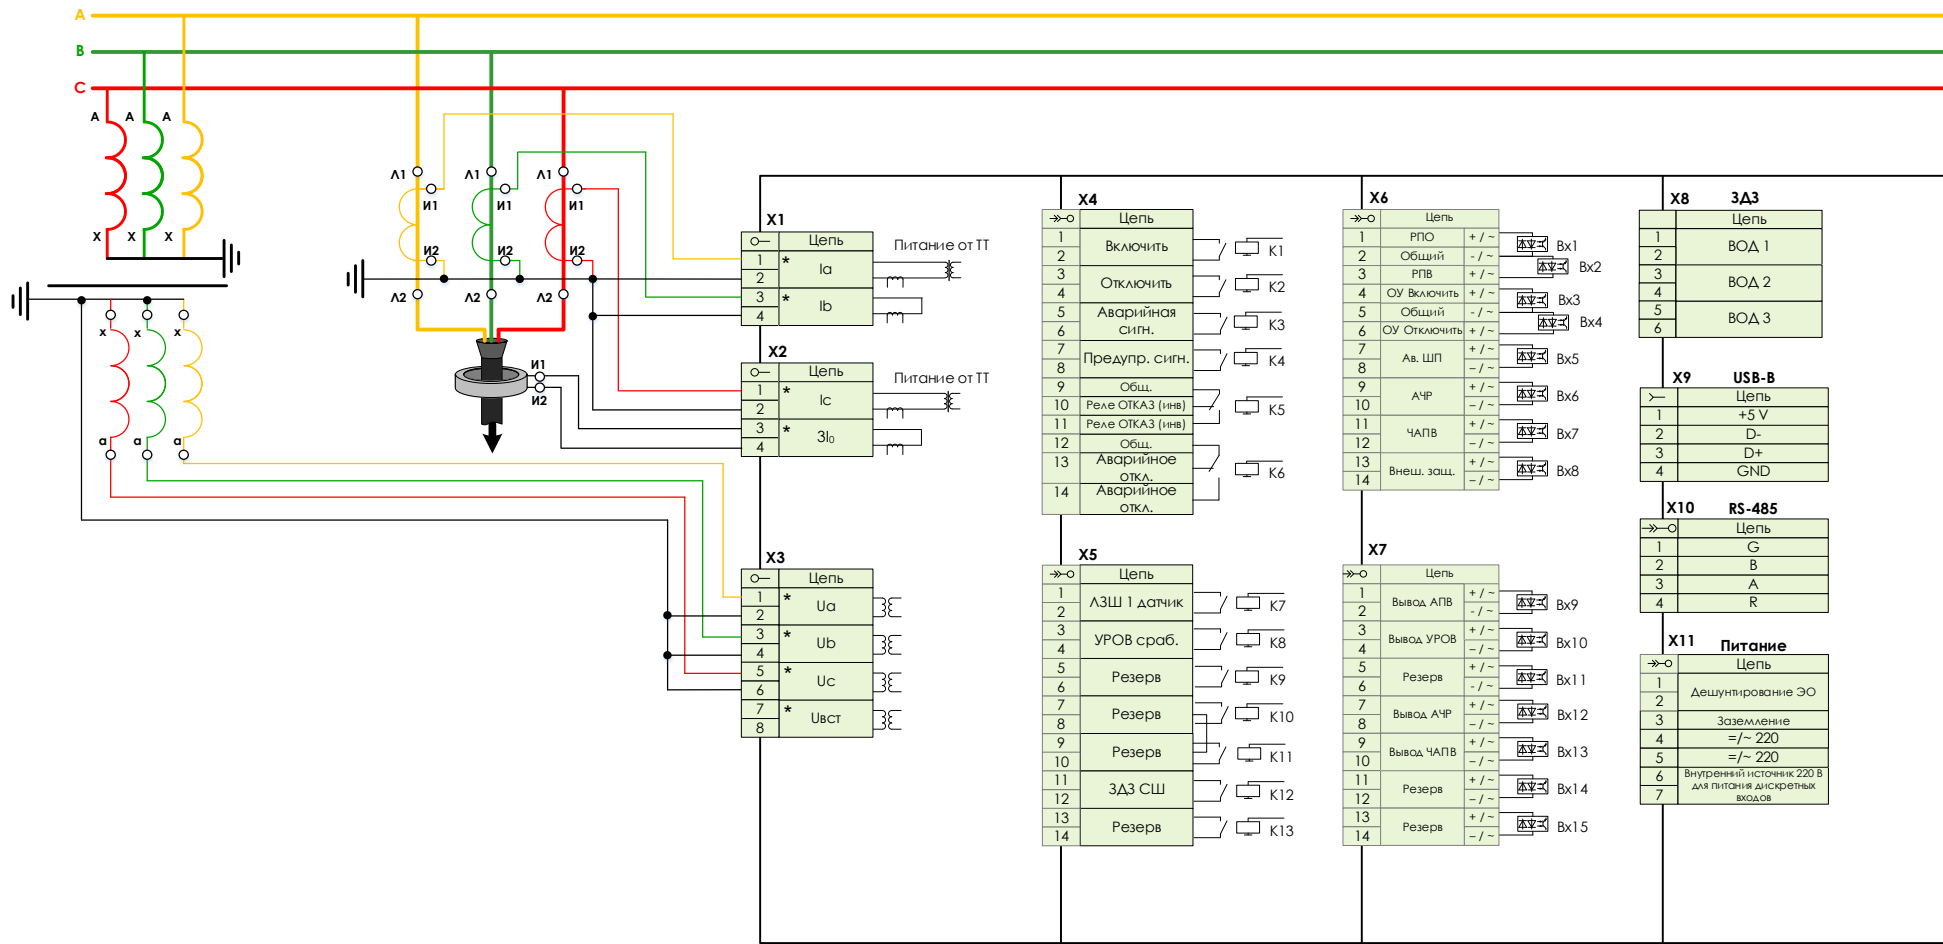 A
B
C
A A A
X X X
x x x
a a a
Л1 Л1 Л1
И1 И1 И1
И2 И2 И2
Л2 Л2 Л2
И1
И2
X1
Цепь
1 * Ia
2
3 * Ib
4
Питание от ТТ
X2
Цепь
1 * Ic
2
3 * 3I0
4
Питание от ТТ
X3
Цепь
1 * Ua
2
3 * Ub
4
5 * Uc
6
7 * Uвст
8
X4
Цепь
1 Включить K1
2
3 Отключить K2
4
5 Аварийная K3
6 сигн.
7 Предупр. сигн. K4
8
9 Общ.
10 Реле ОТКАЗ (инв) K5
11 Реле ОТКАЗ (инв)
12 Общ.
13 Аварийное
откл. K6
14 Аварийное
откл.
X5
Цепь
1 ЛЗШ 1 датчик K7
2
3 УРОВ сраб. K8
4
5 Резерв K9
6
7 Резерв K10
8
9 Резерв K11
10
11 ЗДЗ СШ K12
12
13 Резерв K13
14
X6
Цепь
1 РПО + / ~ Вх1
2 Общий - / ~ Вх2
3 РПВ + / ~
4 ОУ Включить + / ~ Вх3
5 Общий - / ~ Вх4
6 ОУ Отключить + / ~
7 Ав. ШП + / ~ Вх5
8 – / ~
9 АЧР + / ~ Вх6
10 – / ~
11 ЧАПВ + / ~ Вх7
12 – / ~
13 Внеш. защ. + / ~ Вх8
14 – / ~
X7
Цепь
1 Вывод АПВ + / ~ Вх9
2 - / ~
3 Вывод УРОВ + / ~ Вх10
4 – / ~
5 Резерв + / ~ Вх11
6 - / ~
7 Вывод АЧР + / ~ Вх12
8 – / ~
9 Вывод ЧАПВ + / ~ Вх13
10 – / ~
11 Резерв + / ~ Вх14
12 – / ~
13 Резерв + / ~ Вх15
14 – / ~
X8 ЗДЗ
Цепь
1 ВОД 1
2
3 ВОД 2
4
5 ВОД 3
6
X9 USB-B
Цепь
1 +5 V
2 D-
3 D+
4 GND
X10 RS-485
Цепь
1 G
2 B
3 A
4 R
X11 Питание
Цепь
1 Дешунтирование ЭО
2
3 Заземление
4 =/~ 220
5 =/~ 220
6 Внутренний источник 220 В
для питания дискретных
7 входов